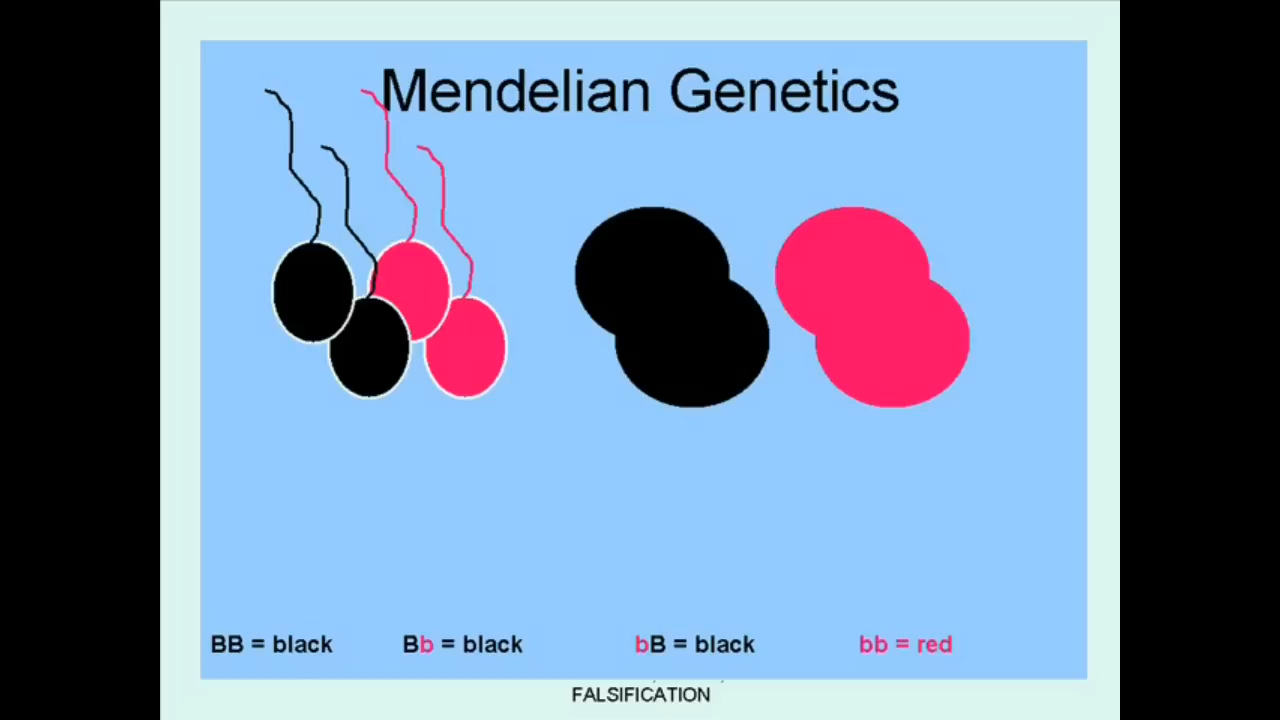 Mendelian Genetics
BB = black Bb = black bB = black bb = red
FALSIFICATION